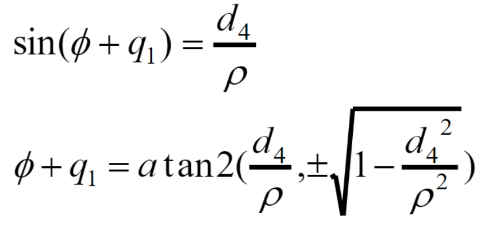 sin(ϕ + q₁) = d₄/ρ
ϕ + q₁ = a tan2(d₄/ρ, ±√(1 − d₄²/ρ²))